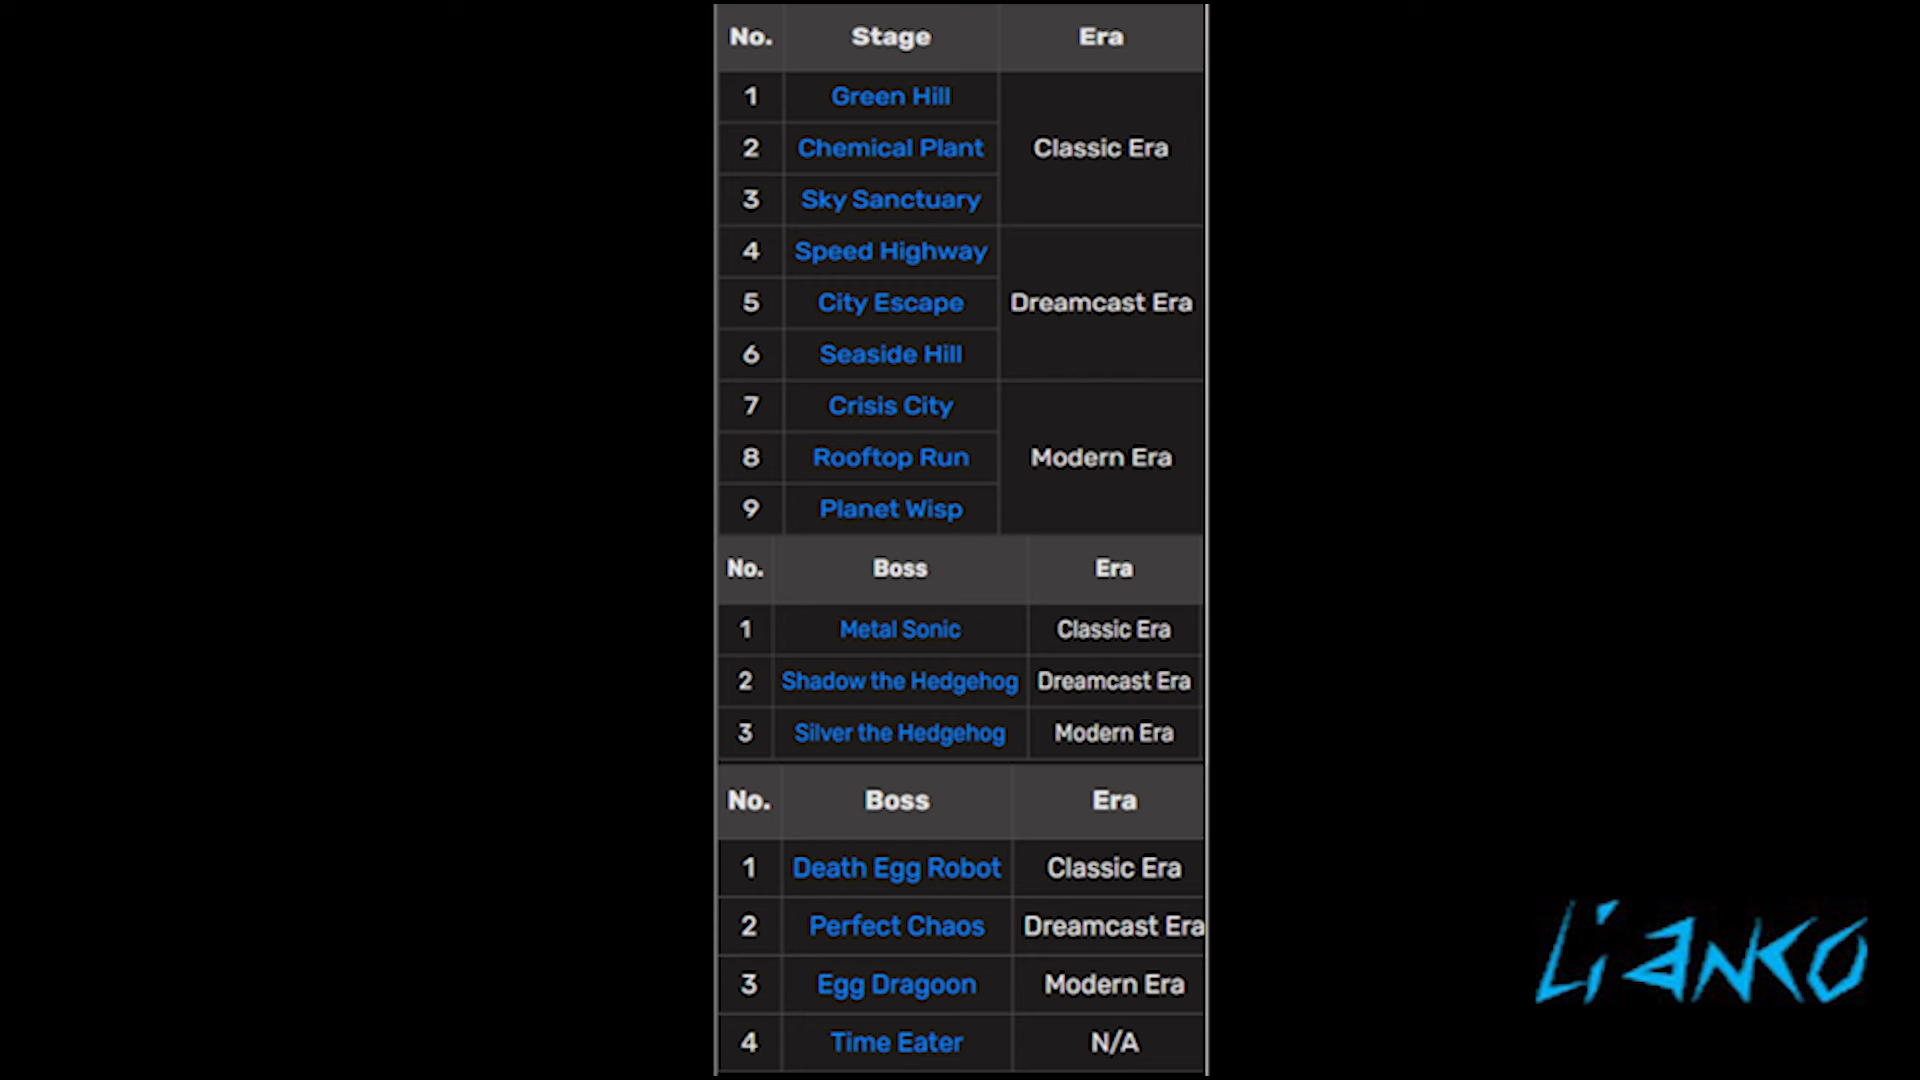 No. Stage Era
1 Green Hill
2 Chemical Plant Classic Era
3 Sky Sanctuary
4 Speed Highway
5 City Escape Dreamcast Era
6 Seaside Hill
7 Crisis City
8 Rooftop Run Modern Era
9 Planet Wisp
No. Boss Era
1 Metal Sonic Classic Era
2 Shadow the Hedgehog Dreamcast Era
3 Silver the Hedgehog Modern Era
No. Boss Era
1 Death Egg Robot Classic Era
2 Perfect Chaos Dreamcast Era
3 Egg Dragoon Modern Era
4 Time Eater N/A
Lianko